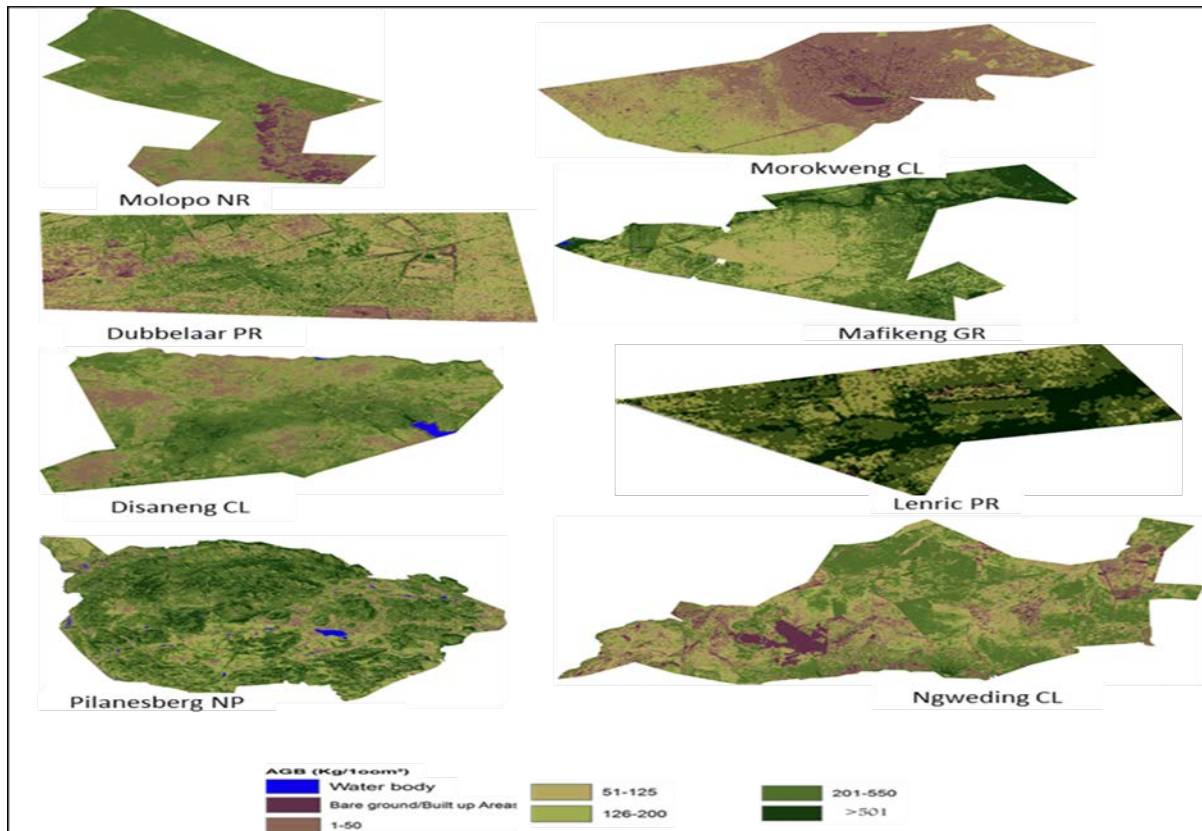 Molopo NR
Morokweng CL
Dubbelaar PR
Mafikeng GR
Disaneng CL
Lenric PR
Pilanesberg NP
Ngweding CL
AGB (Kg/1oom²)
Water body
Bare ground/Built up Areas
1-50
51-125
126-200
201-550
>501